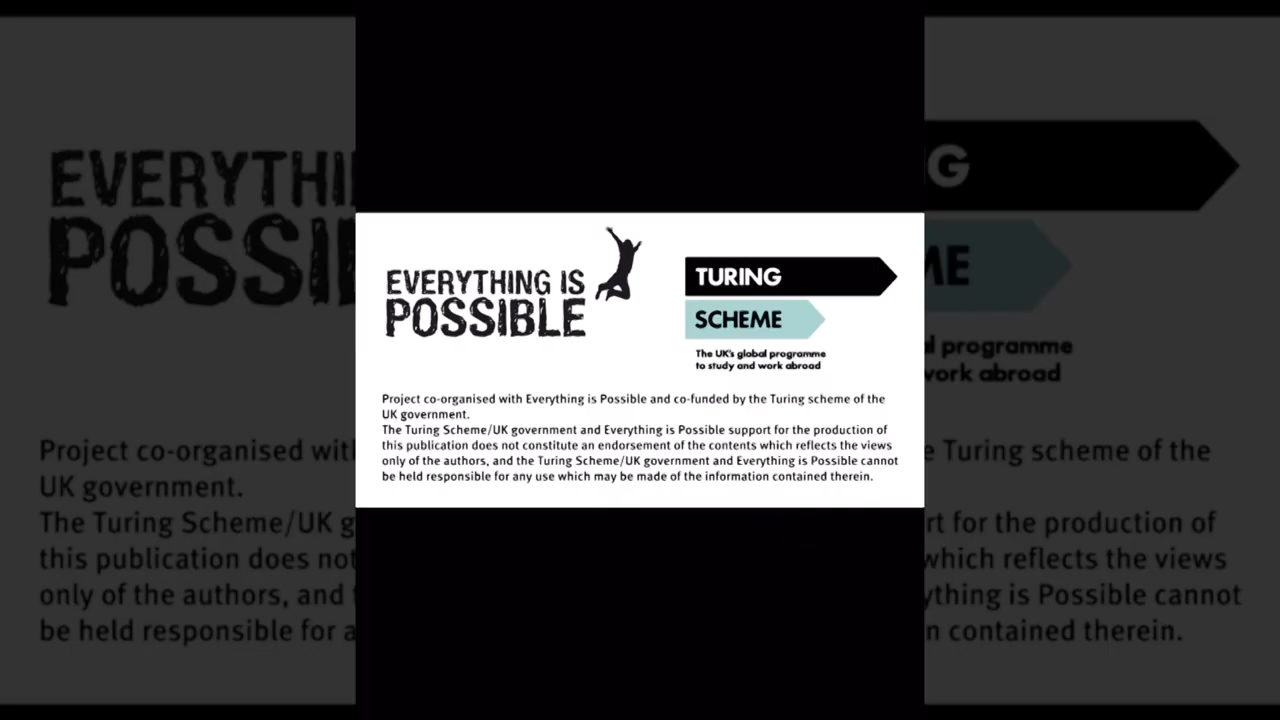 EVERYTHING IS
POSSIBLE
TURING
SCHEME
The UK's global programme
to study and work abroad
Project co-organised with Everything is Possible and co-funded by the Turing scheme of the
UK government.
The Turing Scheme/UK government and Everything is Possible support for the production of
this publication does not constitute an endorsement of the contents which reflects the views
only of the authors, and the Turing Scheme/UK government and Everything is Possible cannot
be held responsible for any use which may be made of the information contained therein.